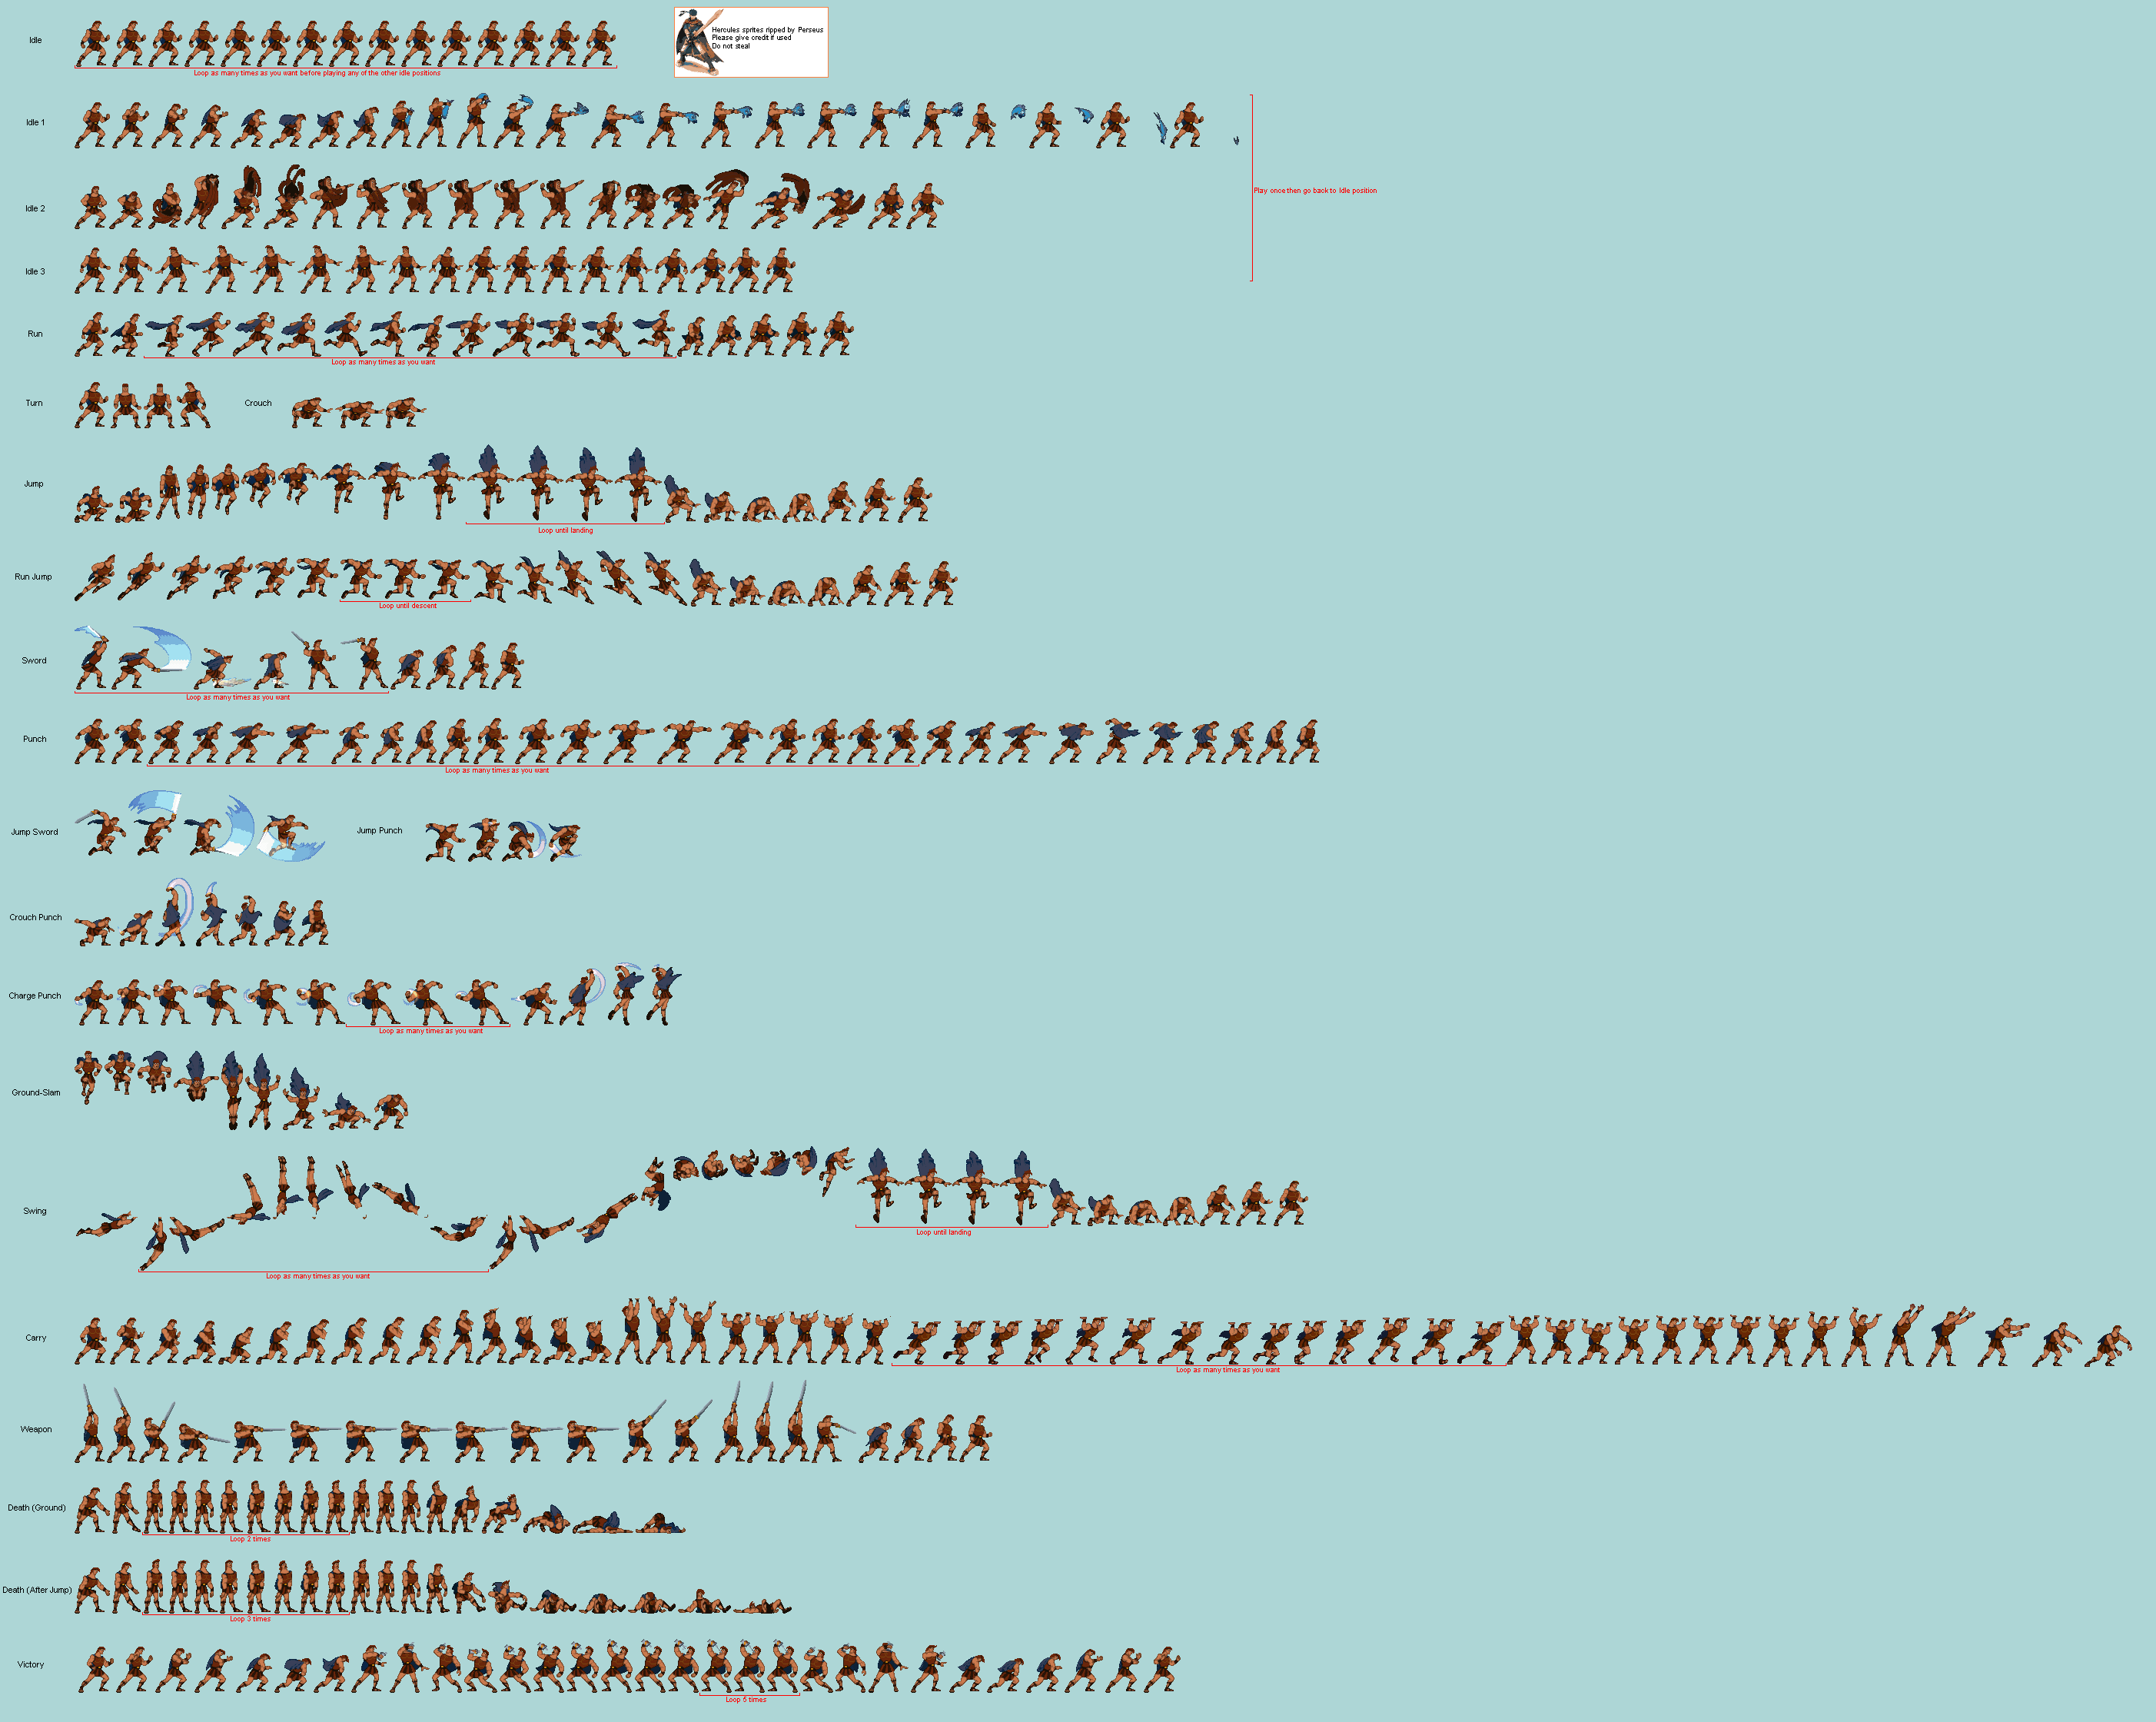 Idle
Hercules sprites ripped by Perseus
Please give credit if used
Do not steal
Loop as many times as you want before playing any of the other idle positions
Idle 1
Play once then go back to Idle position
Idle 2
Idle 3
Run
Loop as many times as you want
Turn
Crouch
Jump
Loop until landing
Run Jump
Loop until descent
Sword
Loop as many times as you want
Punch
Loop as many times as you want
Jump Sword
Jump Punch
Crouch Punch
Charge Punch
Loop as many times as you want
Ground-Slam
Swing
Loop until landing
Loop as many times as you want
Carry
Loop as many times as you want
Weapon
Death (Ground)
Loop 2 times
Death (After Jump)
Loop 3 times
Victory
Loop 5 times